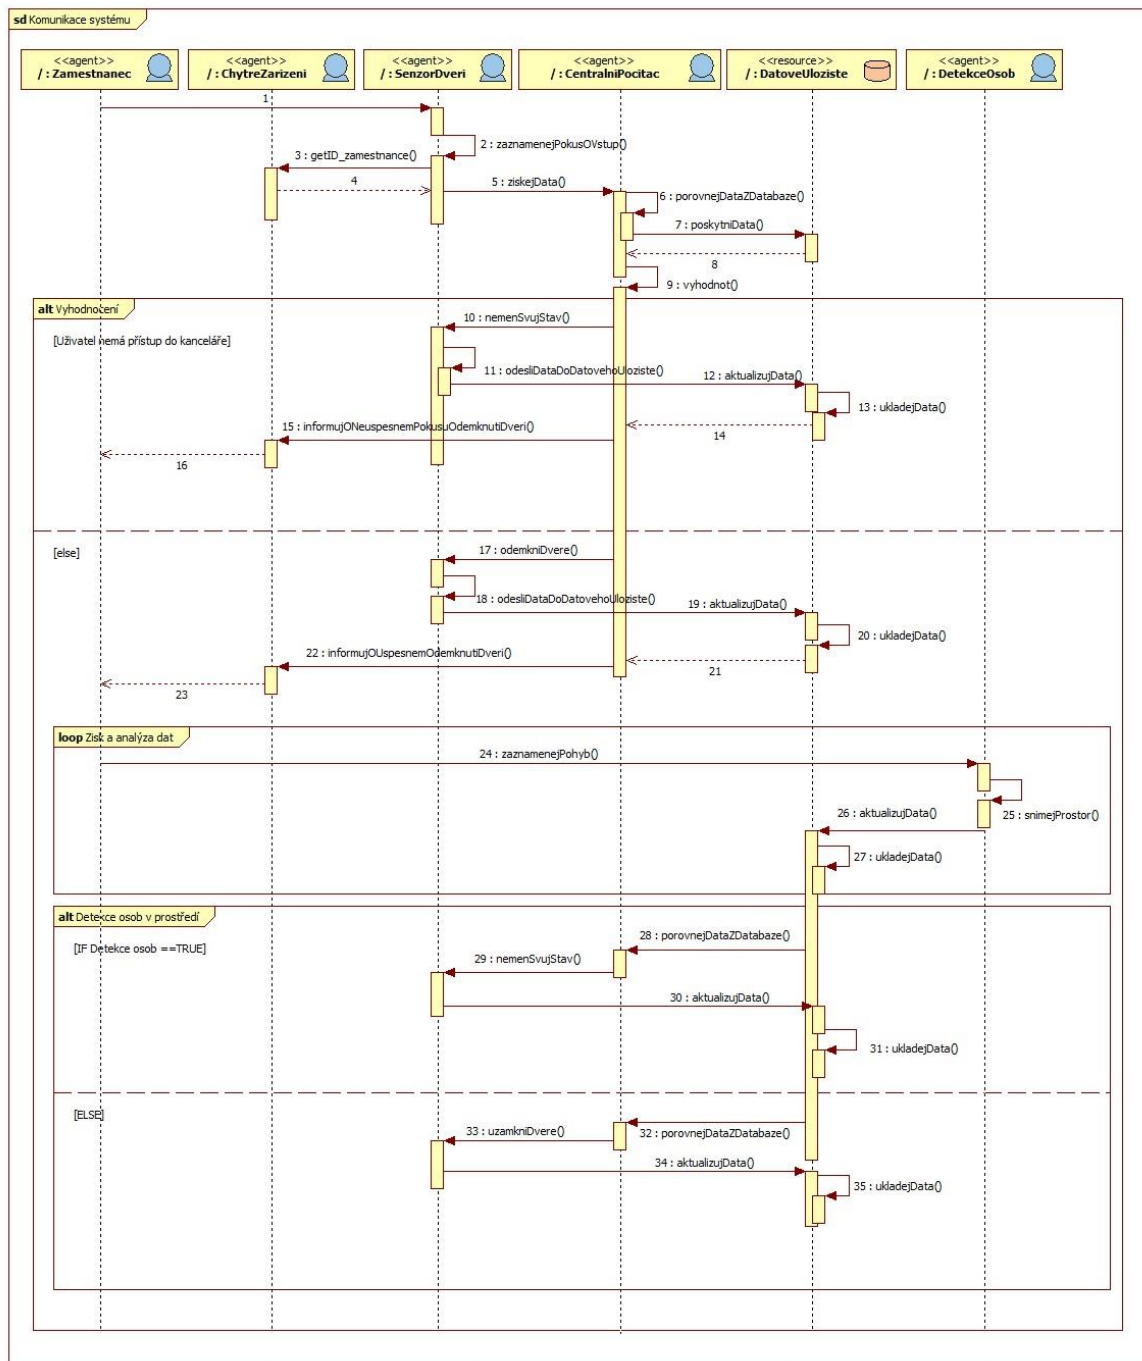 sd Komunikace systému
<<agent>>
/ : Zamestnanec
<<agent>>
/ : ChytreZarizeni
<<agent>>
/ : SenzorDveri
<<agent>>
/ : CentralniPocitac
<<resource>>
/ : DatoveUloziste
<<agent>>
/ : DetekceOsob
1
2 : zaznamenejPokusOVstup()
3 : getID_zamestnance()
4
5 : ziskejData()
6 : porovnejDataZDatabaze()
7 : poskytniData()
8
9 : vyhodnot()
alt Vyhodnocení
10 : nemenSvujStav()
[Uživatel nemá přístup do kanceláře]
11 : odesliDataDoDatovehoUloziste()
12 : aktualizujData()
13 : ukladejData()
14
15 : informujONeuspesnemPokusuOdemknutiDveri()
16
[else]
17 : odemkniDvere()
18 : odesliDataDoDatovehoUloziste()
19 : aktualizujData()
20 : ukladejData()
21
22 : informujOUspesnemOdemknutiDveri()
23
loop Zisk a analýza dat
24 : zaznamenejPohyb()
25 : snimejProstor()
26 : aktualizujData()
27 : ukladejData()
alt Detekce osob v prostředí
[IF Detekce osob ==TRUE]
28 : porovnejDataZDatabaze()
29 : nemenSvujStav()
30 : aktualizujData()
31 : ukladejData()
[ELSE]
32 : porovnejDataZDatabaze()
33 : uzamkniDvere()
34 : aktualizujData()
35 : ukladejData()